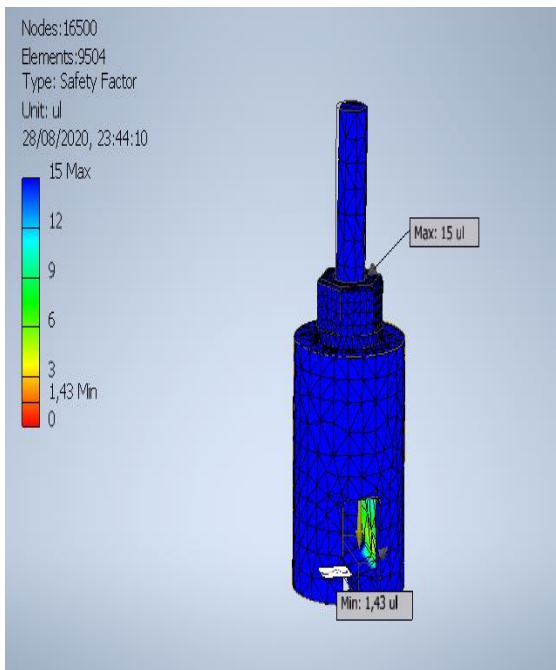 Nodes:16500
Elements:9504
Type: Safety Factor
Unit: ul
28/08/2020, 23:44:10
15 Max
12
9
6
3
1,43 Min
0
Max: 15 ul
Min: 1,43 ul